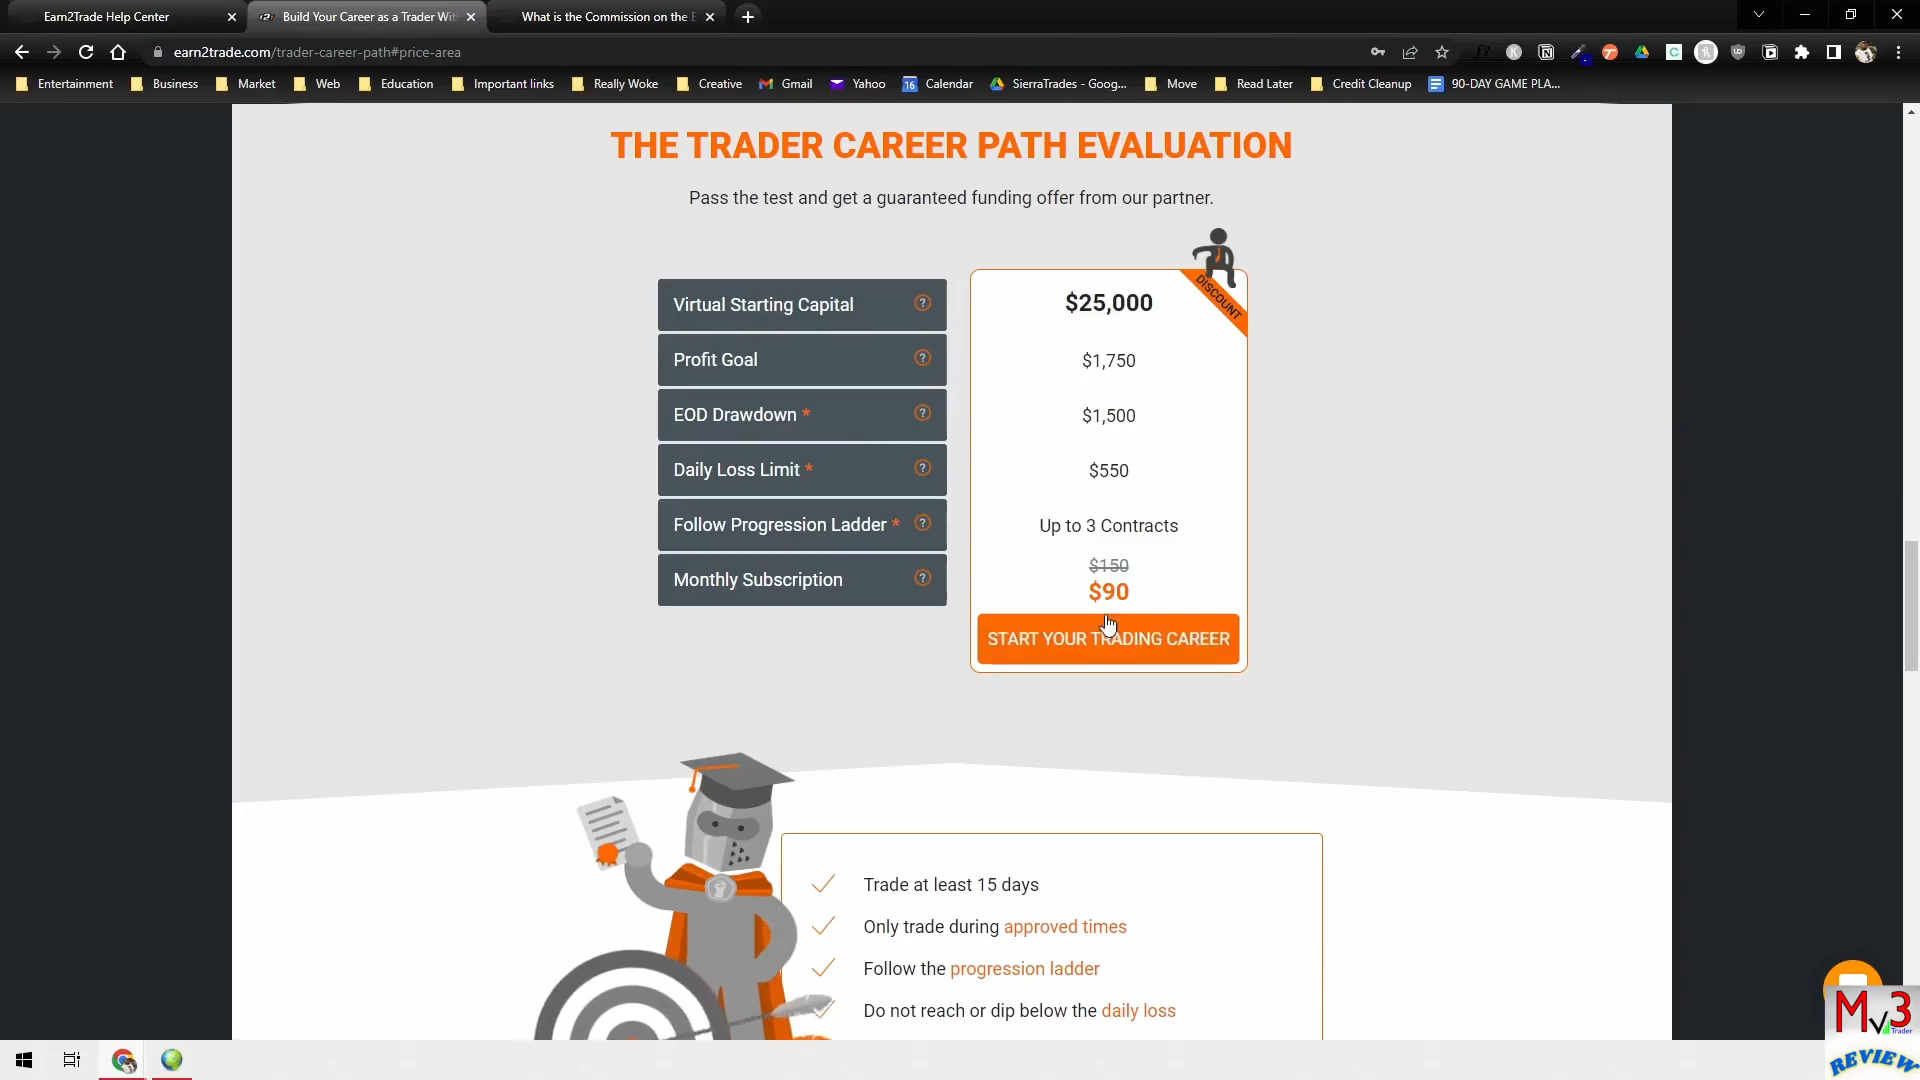 Earn2Trade Help Center
Build Your Career as a Trader Wit
What is the Commission on the E
earn2trade.com/trader-career-path#price-area
Entertainment
Business
Market
Web
Education
Important links
Really Woke
Creative
Gmail
Yahoo
16
Calendar
SierraTrades - Goog...
Move
Read Later
Credit Cleanup
90-DAY GAME PLA...
THE TRADER CAREER PATH EVALUATION
Pass the test and get a guaranteed funding offer from our partner.
DISCOUNT
Virtual Starting Capital ?
$25,000
Profit Goal ?
$1,750
EOD Drawdown * ?
$1,500
Daily Loss Limit * ?
$550
Follow Progression Ladder * ?
Up to 3 Contracts
Monthly Subscription ?
$150
$90
START YOUR TRADING CAREER
Trade at least 15 days
Only trade during approved times
Follow the progression ladder
Do not reach or dip below the daily loss
Mv3
Trader
REVIEW